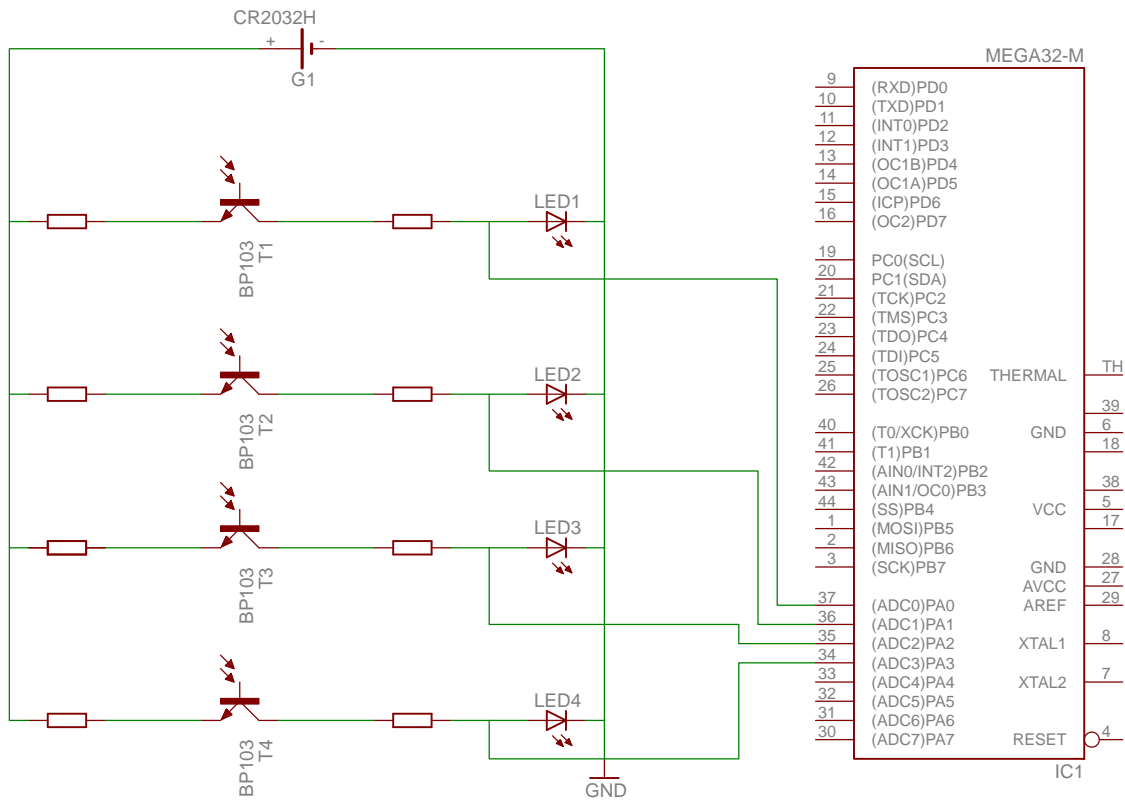 CR2032H
+ -
G1
LED1
BP103
T1
LED2
BP103
T2
LED3
BP103
T3
LED4
BP103
T4
GND
MEGA32-M
9 (RXD)PD0
10 (TXD)PD1
11 (INT0)PD2
12 (INT1)PD3
13 (OC1B)PD4
14 (OC1A)PD5
15 (ICP)PD6
16 (OC2)PD7
19 PC0(SCL)
20 PC1(SDA)
21 (TCK)PC2
22 (TMS)PC3
23 (TDO)PC4
24 (TDI)PC5
25 (TOSC1)PC6 THERMAL TH
26 (TOSC2)PC7
39
40 (T0/XCK)PB0 GND 6
41 (T1)PB1 18
42 (AIN0/INT2)PB2
43 (AIN1/OC0)PB3 38
44 (SS)PB4 VCC 5
1 (MOSI)PB5 17
2 (MISO)PB6
3 (SCK)PB7 GND 28
AVCC 27
37 (ADC0)PA0 AREF 29
36 (ADC1)PA1
35 (ADC2)PA2 XTAL1 8
34 (ADC3)PA3
33 (ADC4)PA4 XTAL2 7
32 (ADC5)PA5
31 (ADC6)PA6
30 (ADC7)PA7 RESET 4
IC1